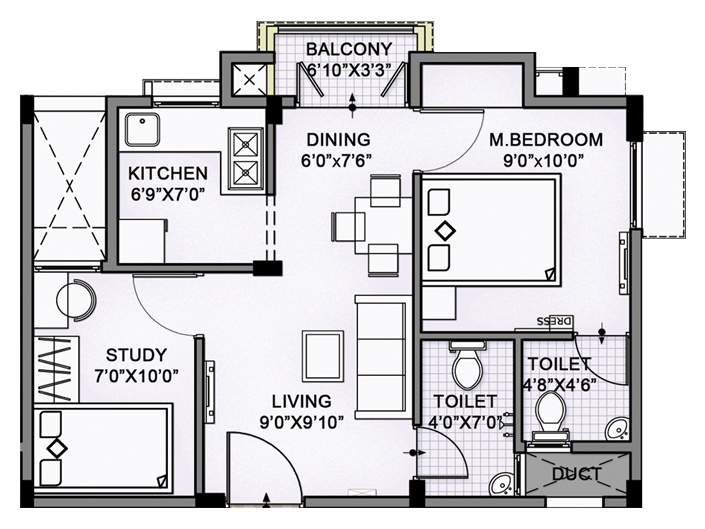 BALCONY
6'10"X3'3"
DINING
6'0"x7'6"
M.BEDROOM
9'0"x10'0"
KITCHEN
6'9"X7'0"
DRESS
STUDY
7'0"X10'0"
TOILET
4'8"X4'6"
LIVING
9'0"X9'10"
TOILET
4'0"X7'0"
DUCT